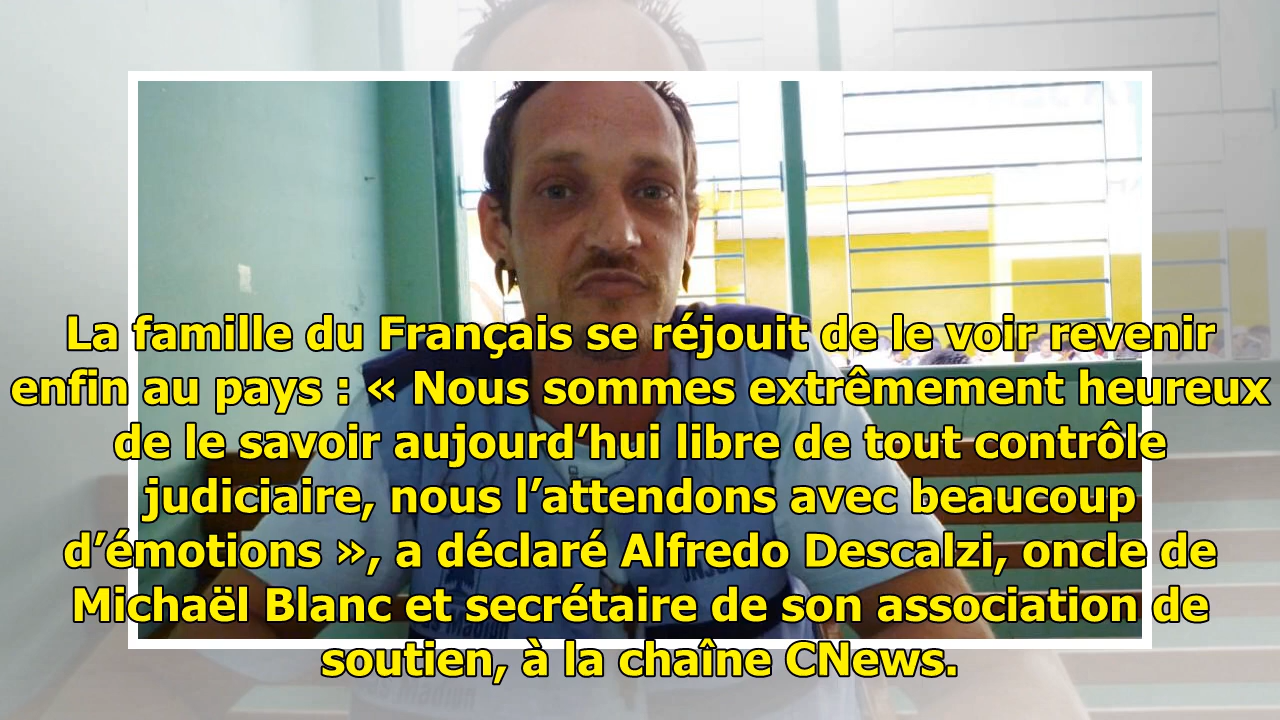 La famille du Français se réjouit de le voir revenir
enfin au pays : « Nous sommes extrêmement heureux
de le savoir aujourd’hui libre de tout contrôle
judiciaire, nous l’attendons avec beaucoup
d’émotions », a déclaré Alfredo Descalzi, oncle de
Michaël Blanc et secrétaire de son association de
soutien, à la chaîne CNews.